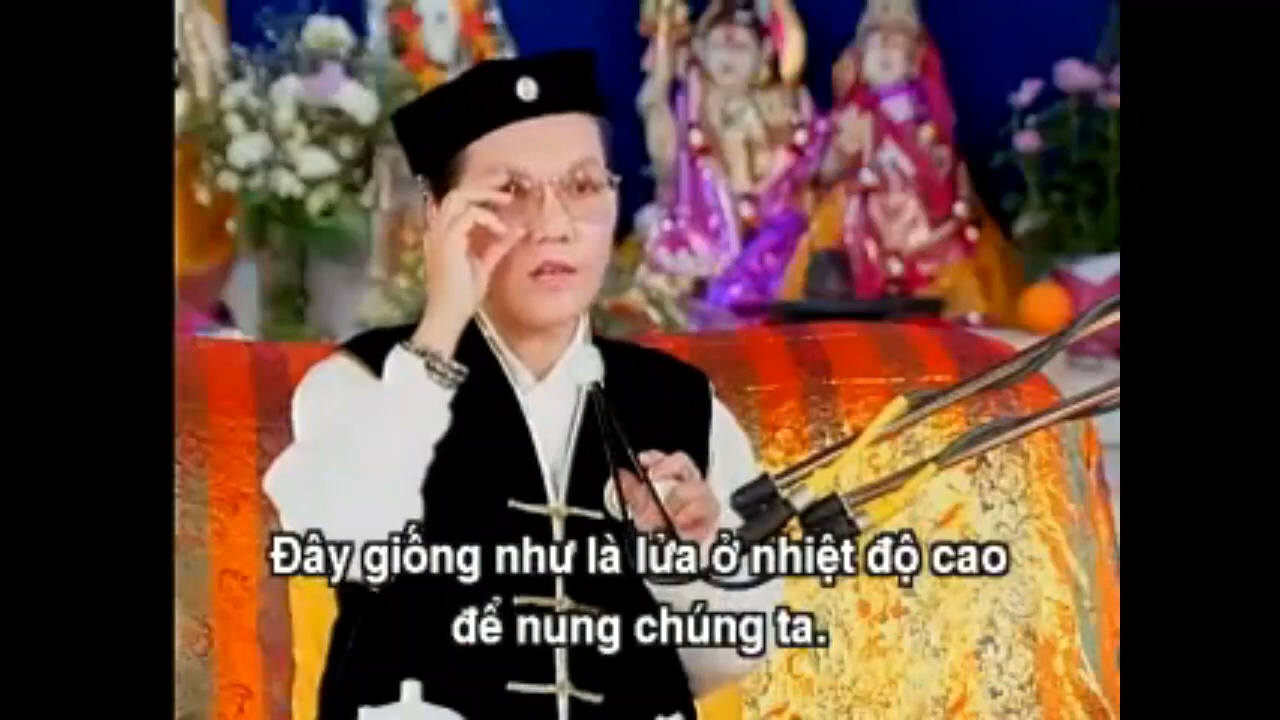 Đây giống như là lửa ở nhiệt độ cao
để nung chúng ta.